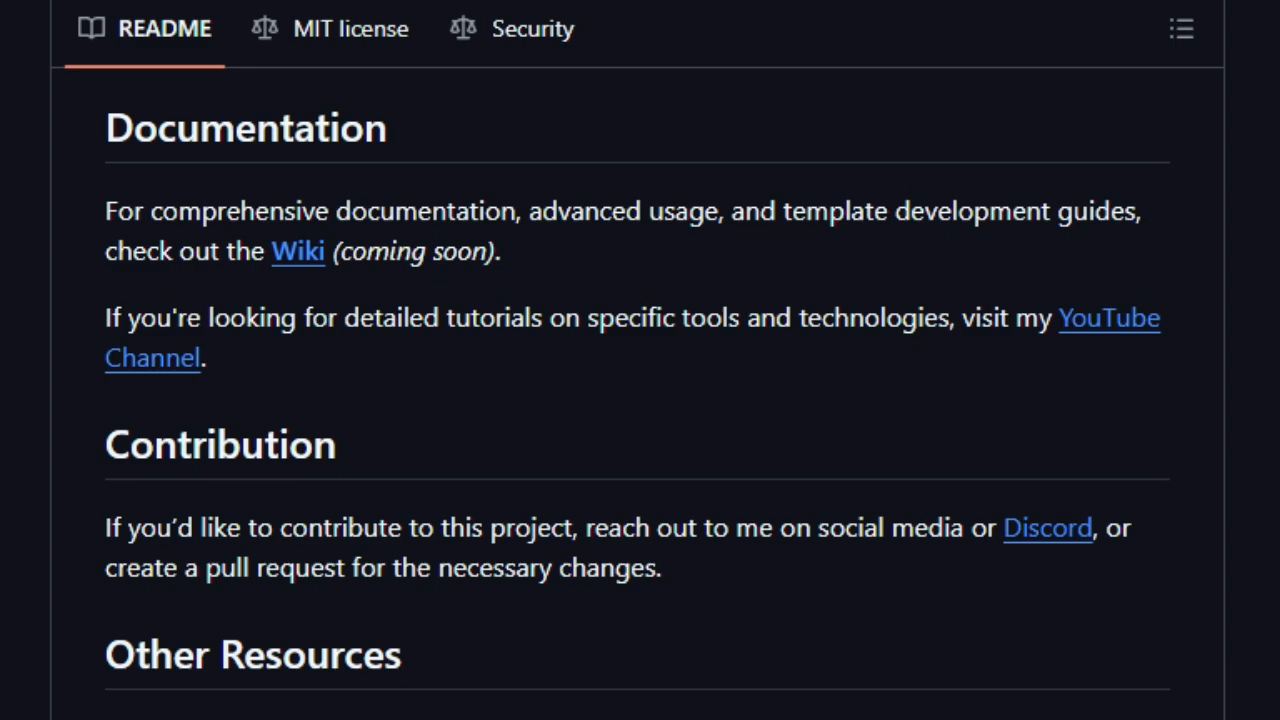 README MIT license Security
Documentation
For comprehensive documentation, advanced usage, and template development guides,
check out the Wiki (coming soon).
If you're looking for detailed tutorials on specific tools and technologies, visit my YouTube
Channel.
Contribution
If you’d like to contribute to this project, reach out to me on social media or Discord, or
create a pull request for the necessary changes.
Other Resources